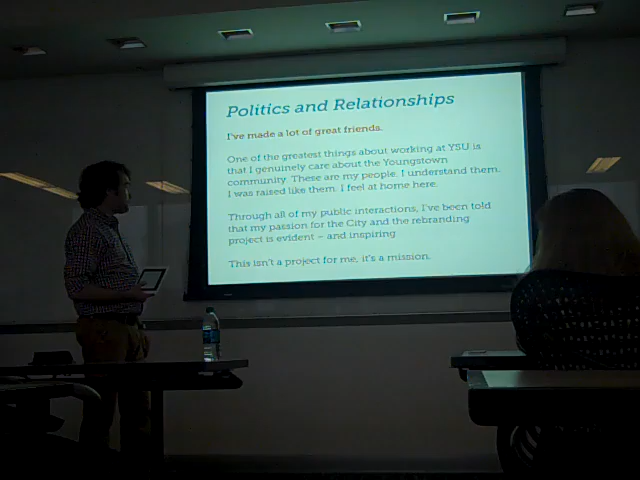 Politics and Relationships
I've made a lot of great friends.
One of the greatest things about working at YSU is
that I genuinely care about the Youngstown
community. These are my people. I understand them.
I was raised like them. I feel at home here.
Through all of my public interactions, I've been told
that my passion for the City and the rebranding
project is evident – and inspiring
This isn't a project for me, it's a mission.